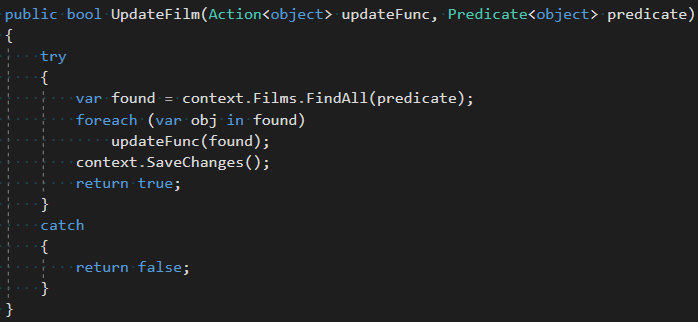 public bool UpdateFilm(Action<object> updateFunc, Predicate<object> predicate)
{
    try
    {
        var found = context.Films.FindAll(predicate);
        foreach (var obj in found)
            updateFunc(found);
        context.SaveChanges();
        return true;
    }
    catch
    {
        return false;
    }
}